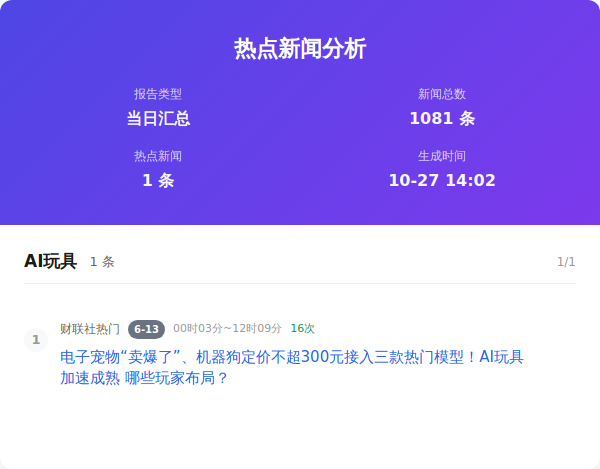 热点新闻分析
报告类型
新闻总数
当日汇总
1081 条
热点新闻
生成时间
1 条
10-27 14:02
AI玩具 1 条 1/1
1 财联社热门 6-13 00时03分~12时09分 16次
电子宠物“卖爆了”、机器狗定价不超300元接入三款热门模型！AI玩具
加速成熟 哪些玩家布局？